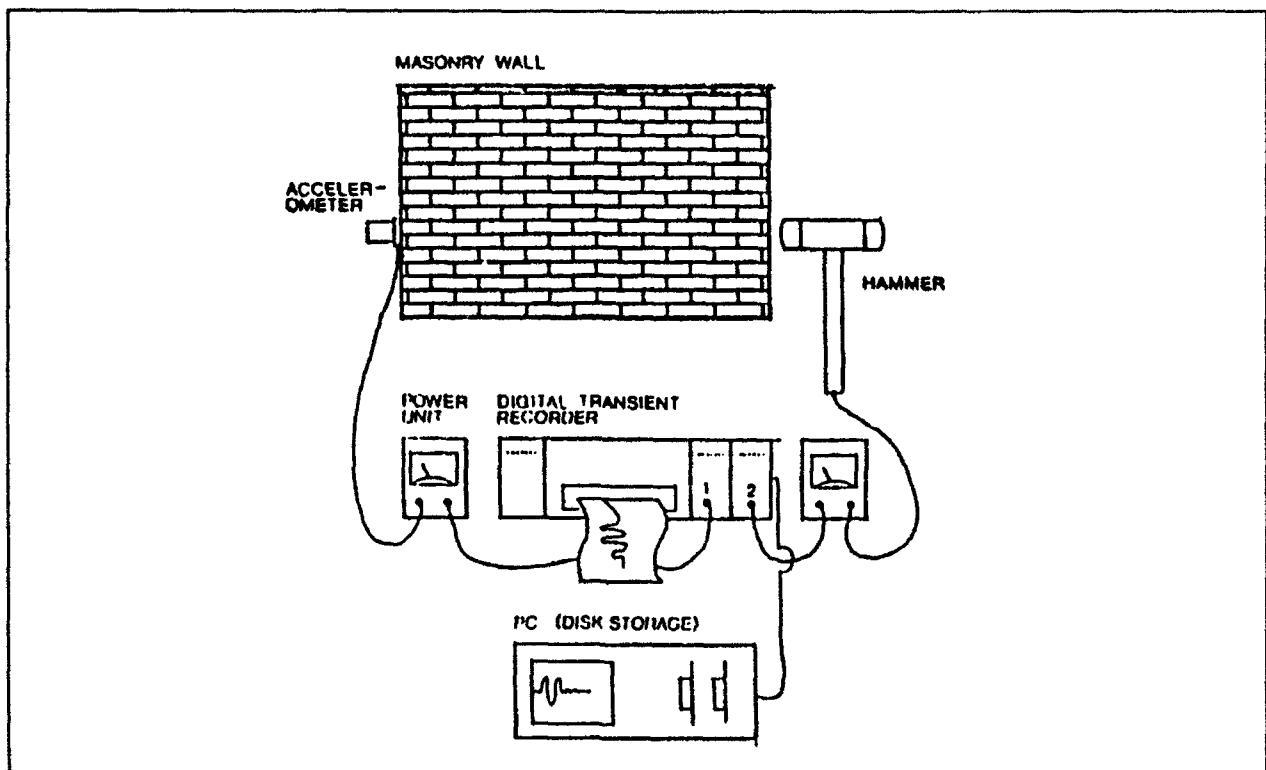 MASONRY WALL
ACCELER-
OMETER
HAMMER
POWER
UNIT
DIGITAL TRANSIENT
RECORDER
1
2
PC (DISK STORAGE)